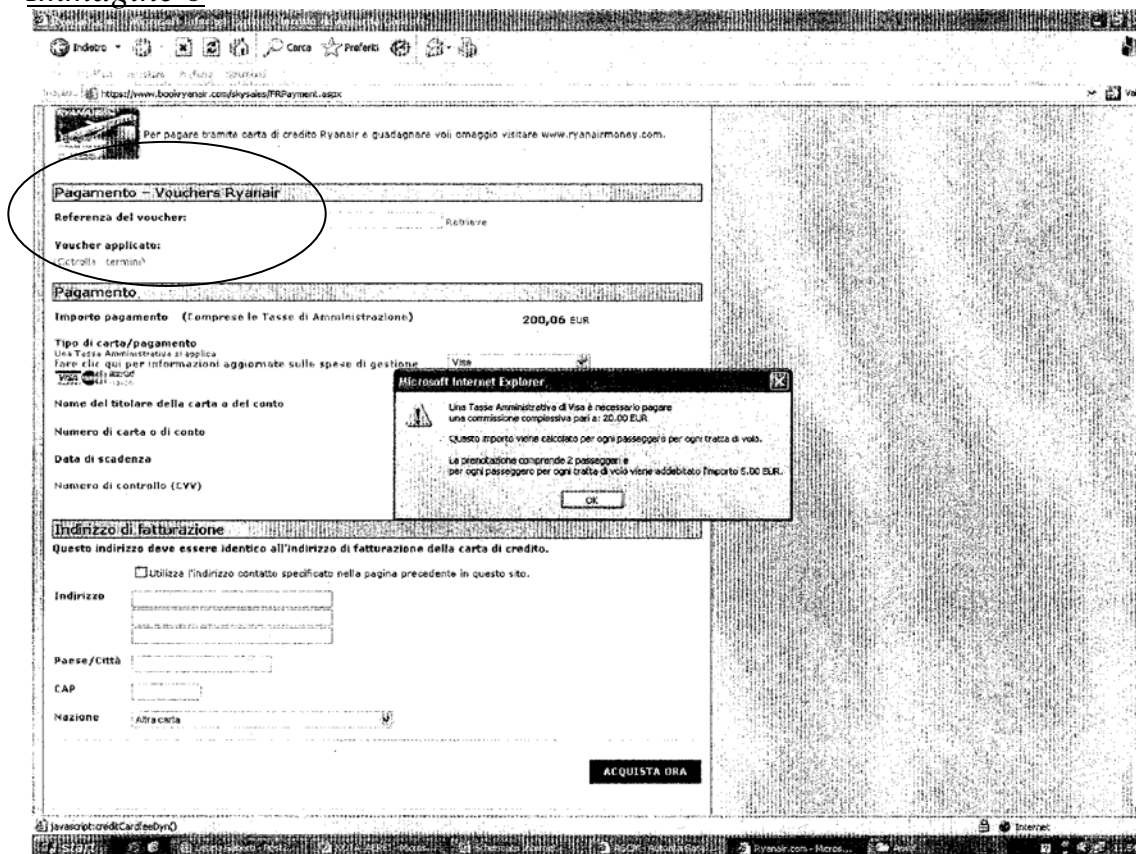 Indietro
Cerca
Preferiti
https://www.bookryanair.com/skysales/FRPayment.aspx
Vai
Per pagare tramite carta di credito Ryanair e guadagnare voli omaggio visitare www.ryanairmoney.com.
Pagamento – Vouchers Ryanair
Referenza del voucher:
Retrieve
Voucher applicato:
Pagamento
Importo pagamento (Comprese le Tasse di Amministrazione)
200,06 EUR
Tipo di carta/pagamento
Una Tassa Amministrativa si applica
Fare clic qui per informazioni aggiornate sulle spese di gestione
Visa
VISA
Nome del titolare della carta o del conto
Numero di carta o di conto
Data di scadenza
Numero di controllo (CVV)
Microsoft Internet Explorer
Una Tassa Amministrativa di Visa è necessario pagare
una commissione complessiva pari a: 20.00 EUR
Questo importo viene calcolato per ogni passeggero per ogni tratta di volo.
La prenotazione comprende 2 passeggeri e
per ogni passeggero per ogni tratta di volo viene addebitato l'importo 5.00 EUR.
OK
Indirizzo di fatturazione
Questo indirizzo deve essere identico all'indirizzo di fatturazione della carta di credito.
Utilizza l'indirizzo contatto specificato nella pagina precedente in questo sito.
Indirizzo
Paese/Città
CAP
Nazione
Altra carta
ACQUISTA ORA
javascript:creditCardFeeDyn()
Internet
Start
Ryanair.com - Micros...